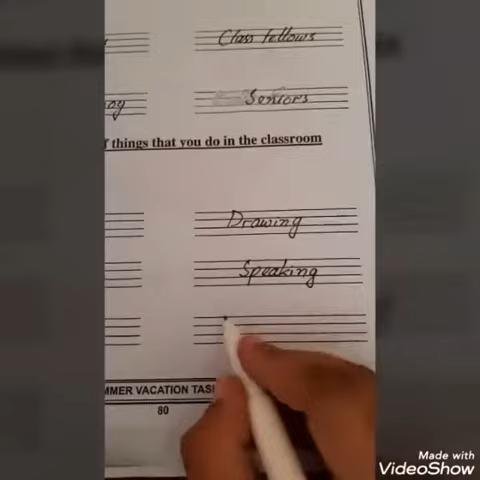 Class fellows
Seniors
things that you do in the classroom
Drawing
Speaking
MMER VACATION TAS
80
Made with
VideoShow